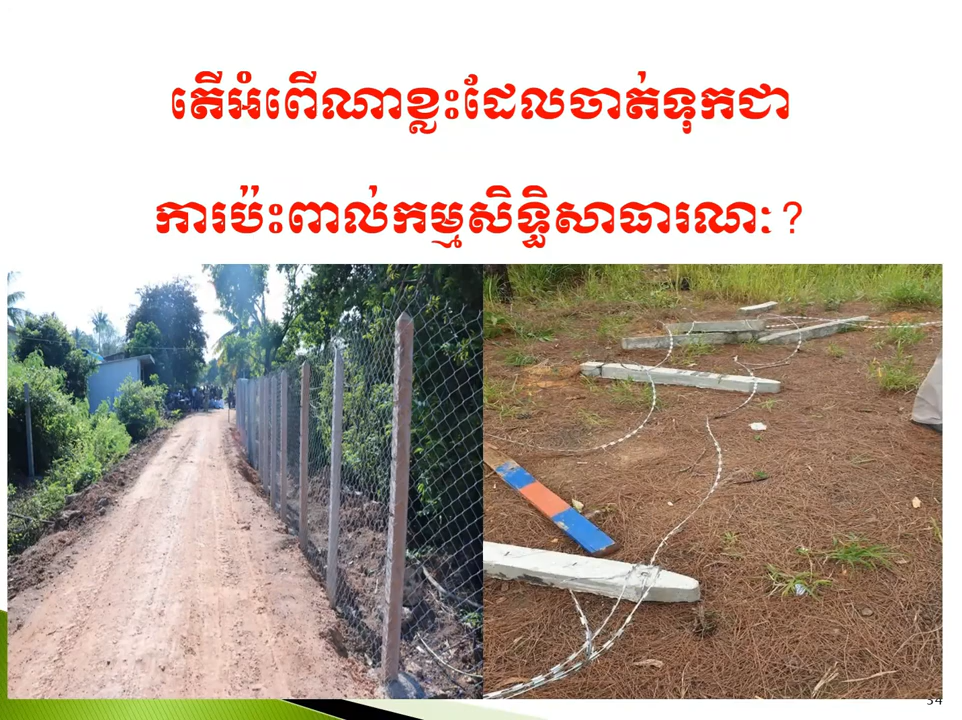 តើអំពើណាខ្លះដែលចាត់ទុកជា
ការប៉ះពាល់កម្មសិទ្ធិសាធារណៈ ?
34